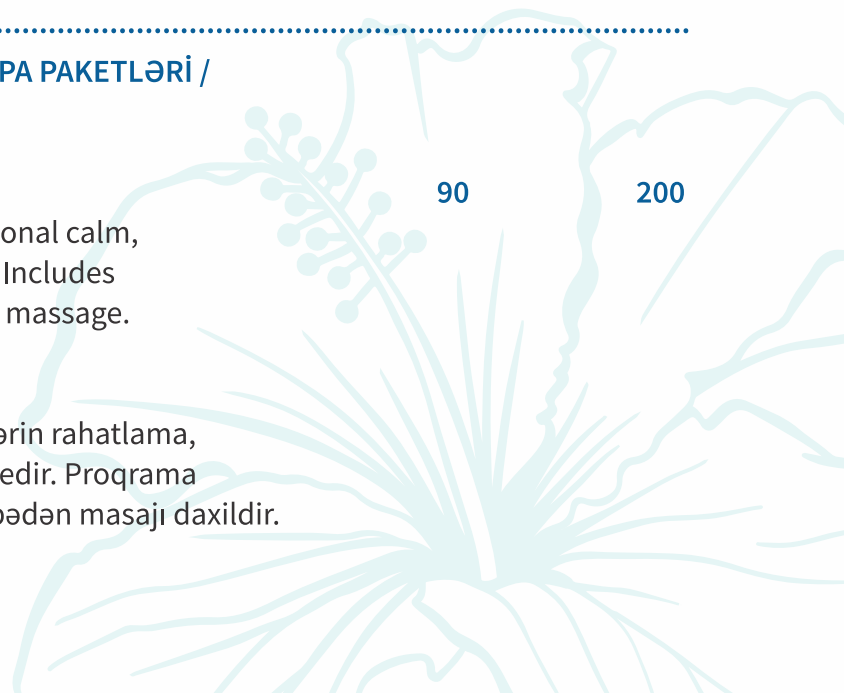 PA PAKETLƏRİ /
90 200
onal calm,
Includes
massage.
ərin rahatlama,
edir. Proqrama
bədən masajı daxildir.